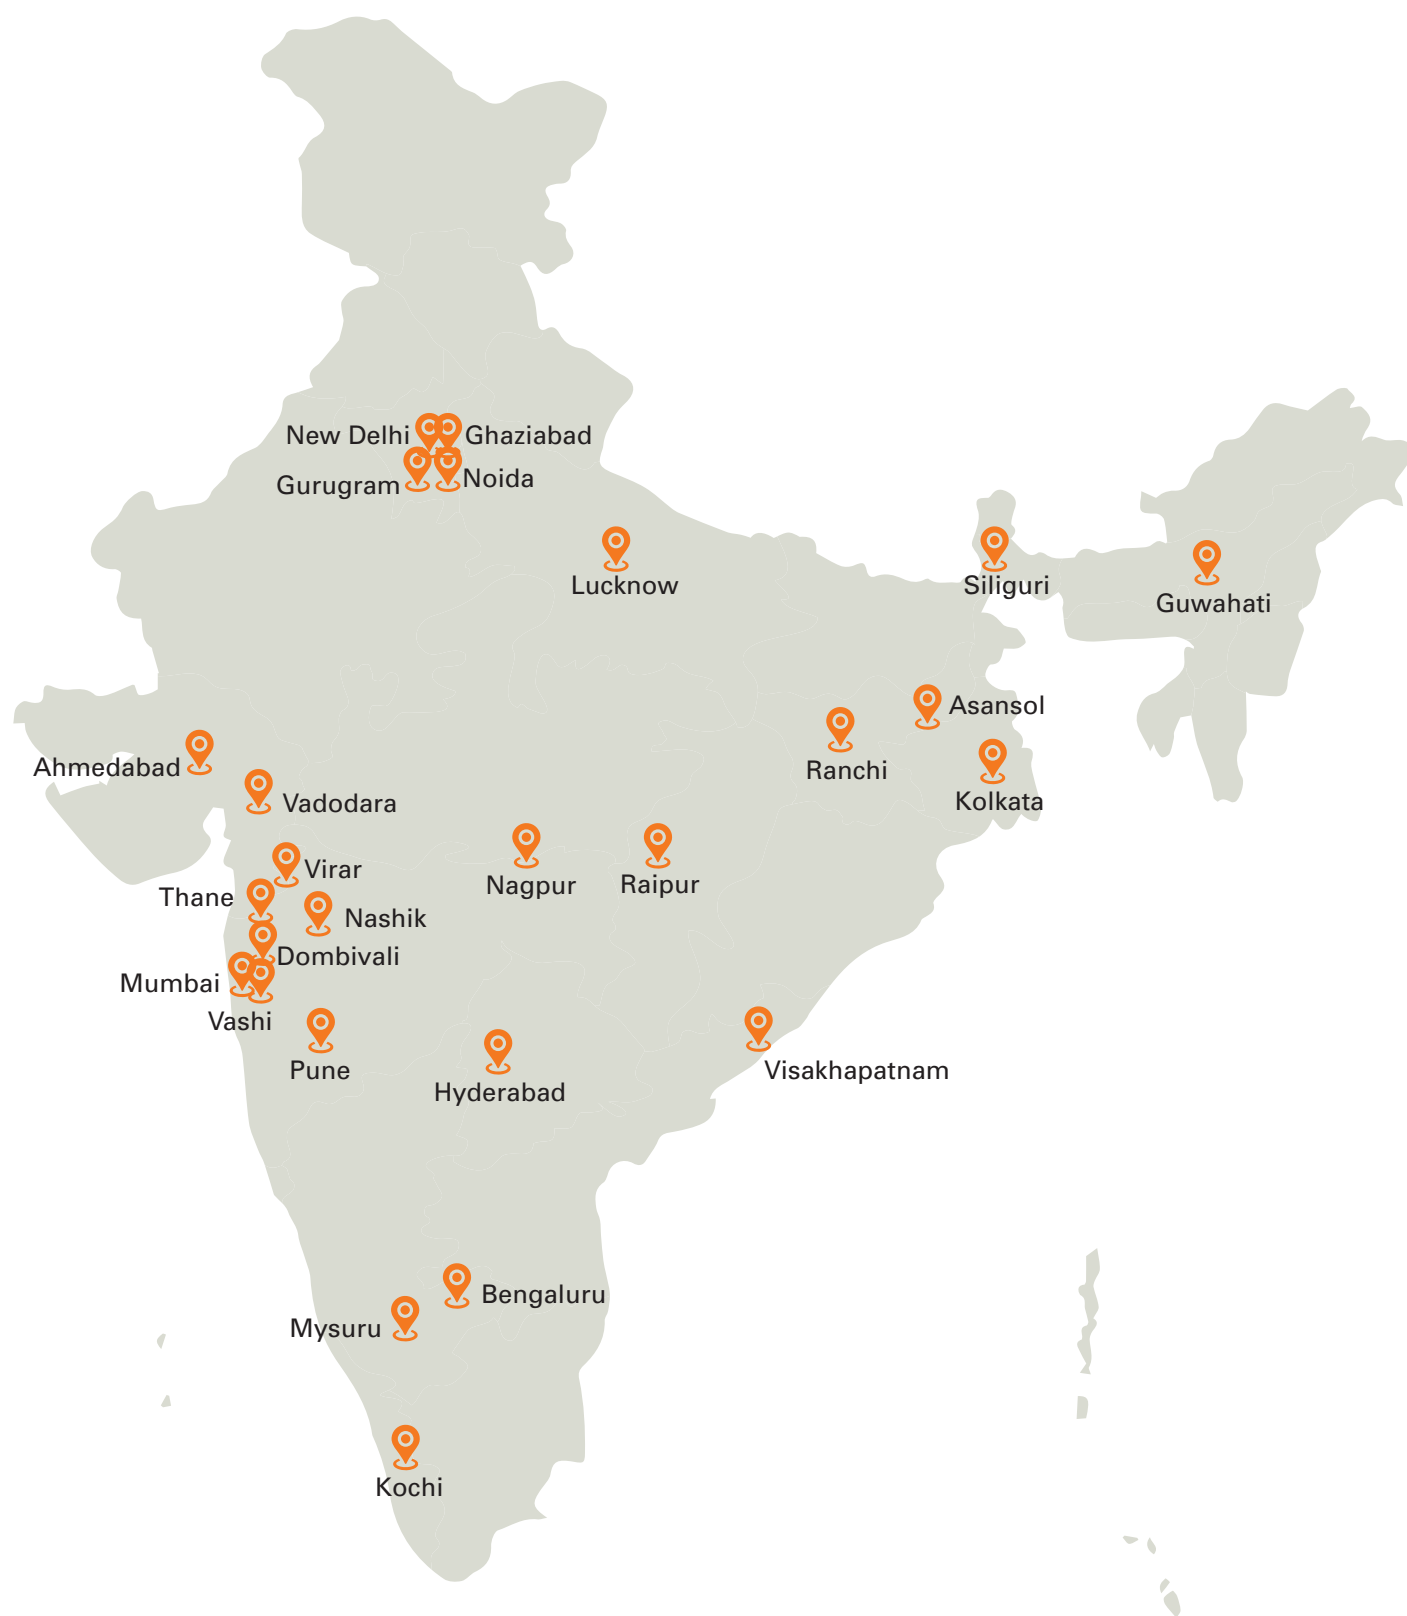 New Delhi
Ghaziabad
Gurugram
Noida
Lucknow
Siliguri
Guwahati
Asansol
Ranchi
Kolkata
Ahmedabad
Vadodara
Virar
Nagpur
Raipur
Thane
Nashik
Dombivali
Mumbai
Vashi
Pune
Hyderabad
Visakhapatnam
Bengaluru
Mysuru
Kochi